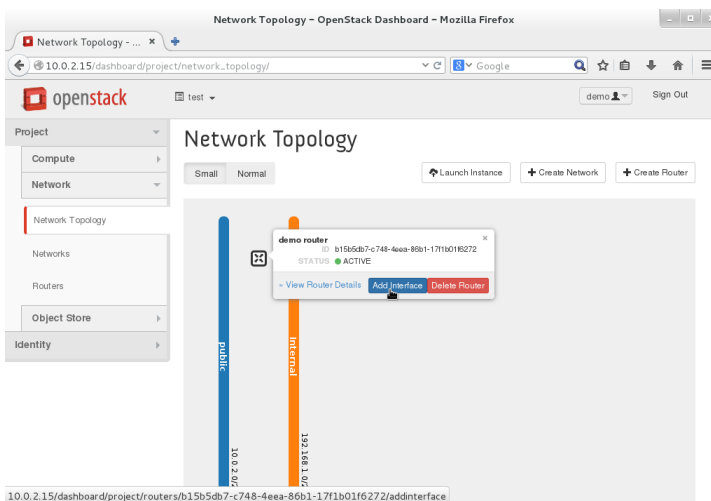 Network Topology - OpenStack Dashboard - Mozilla Firefox
Network Topology - ...
10.0.2.15/dashboard/project/network_topology/
Google
openstack
test
demo
Sign Out
Project
Compute
Network
Network Topology
Networks
Routers
Object Store
Identity
Network Topology
Small
Normal
Launch Instance
Create Network
Create Router
demo router
ID b15b5db7-c748-4eea-86b1-17f1b01f6272
STATUS ACTIVE
» View Router Details
Add Interface
Delete Router
public
Internal
10.0.2.0/
192.168.1.0/
10.0.2.15/dashboard/project/routers/b15b5db7-c748-4eea-86b1-17f1b01f6272/addinterface